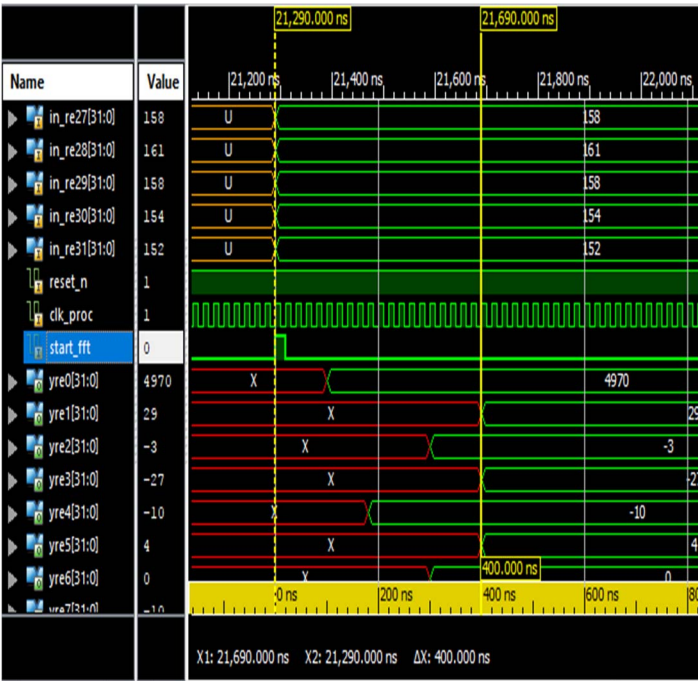 21,290.000 ns 21,690.000 ns
Name Value 21,200 ns 21,400 ns 21,600 ns 21,800 ns 22,000 ns
in_re27[31:0] 158 U 158
in_re28[31:0] 161 U 161
in_re29[31:0] 158 U 158
in_re30[31:0] 154 U 154
in_re31[31:0] 152 U 152
reset_n 1
clk_proc 1
start_fft 0
yre0[31:0] 4970 X 4970
yre1[31:0] 29 X 29
yre2[31:0] -3 X -3
yre3[31:0] -27 X
yre4[31:0] -10 X -10
yre5[31:0] 4 X 4
400.000 ns
yre6[31:0] 0 X 0
yre7[31:0] -10 0 ns 200 ns 400 ns 600 ns
X1: 21,690.000 ns X2: 21,290.000 ns ΔX: 400.000 ns